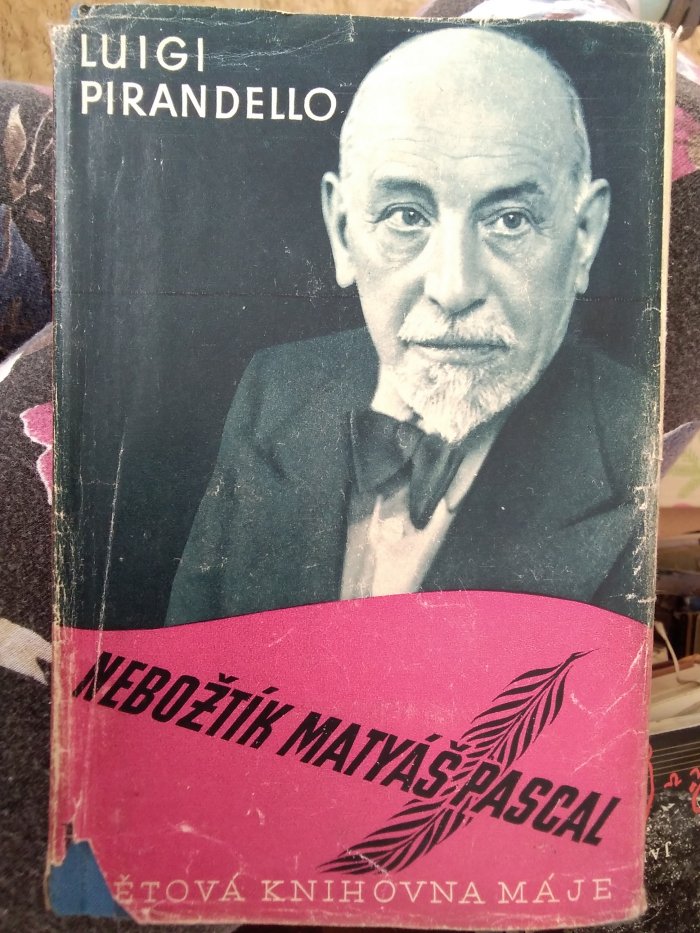 LUIGI
PIRANDELLO
NEBOŽTÍK MATYÁŠ PASCAL
ĚTOVÁ KNIHOVNA MÁJE